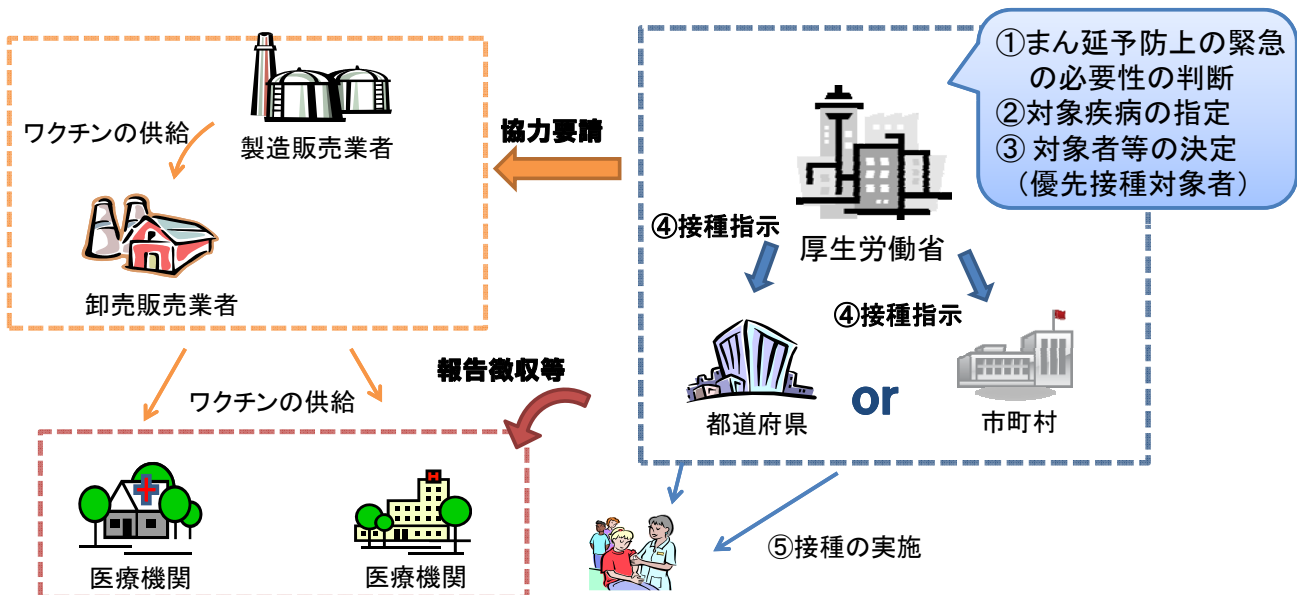 ①まん延予防上の緊急
の必要性の判断
②対象疾病の指定
③ 対象者等の決定
（優先接種対象者）
ワクチンの供給
製造販売業者
協力要請
④接種指示
厚生労働省
卸売販売業者
④接種指示
報告徴収等
ワクチンの供給
都道府県
or
市町村
H
医療機関
医療機関
⑤接種の実施